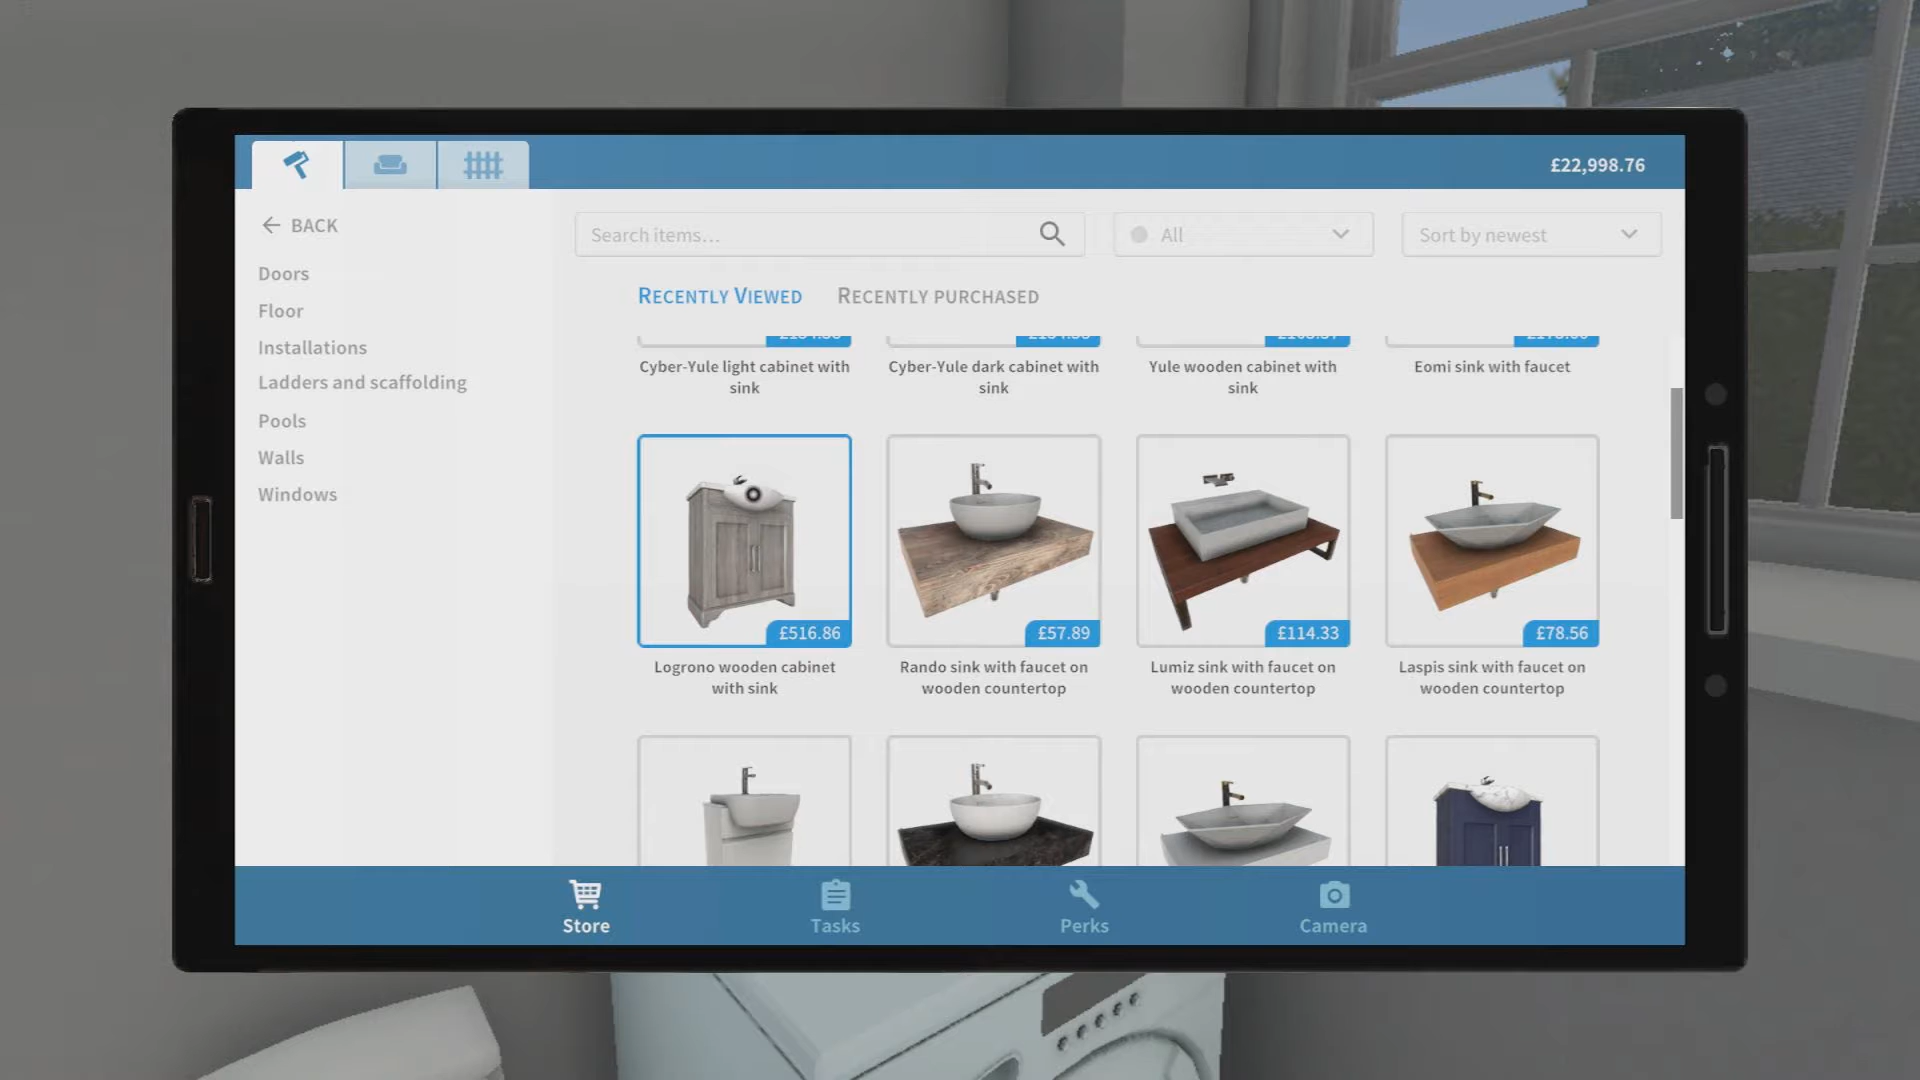 £22,998.76
BACK
Search items...
All
Sort by newest
Doors
Floor
Installations
Ladders and scaffolding
Pools
Walls
Windows
RECENTLY VIEWED
RECENTLY PURCHASED
Cyber-Yule light cabinet with
sink
Cyber-Yule dark cabinet with
sink
Yule wooden cabinet with
sink
Eomi sink with faucet
£516.86
£57.89
£114.33
£78.56
Logrono wooden cabinet
with sink
Rando sink with faucet on
wooden countertop
Lumiz sink with faucet on
wooden countertop
Laspis sink with faucet on
wooden countertop
Store
Tasks
Perks
Camera